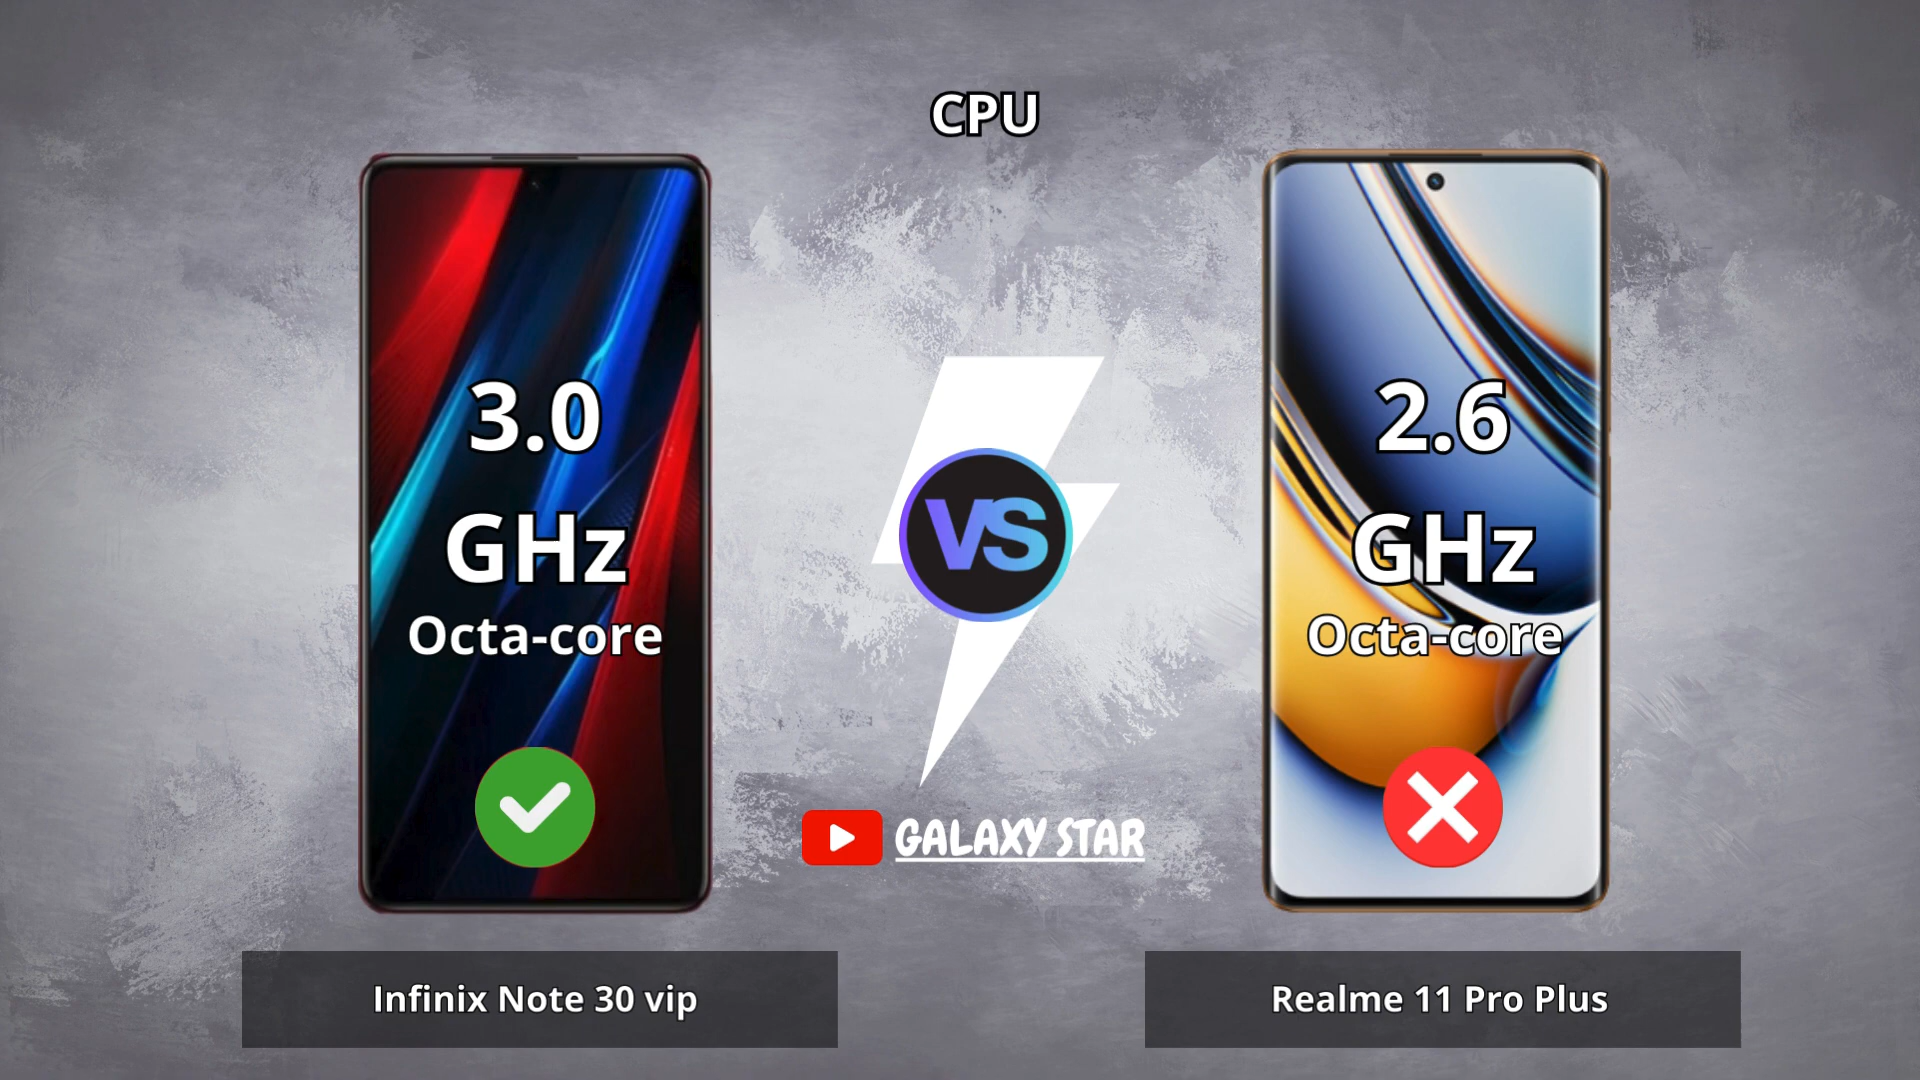 CPU
3.0
GHz
Octa-core
VS
2.6
GHz
Octa-core
GALAXY STAR
Infinix Note 30 vip
Realme 11 Pro Plus